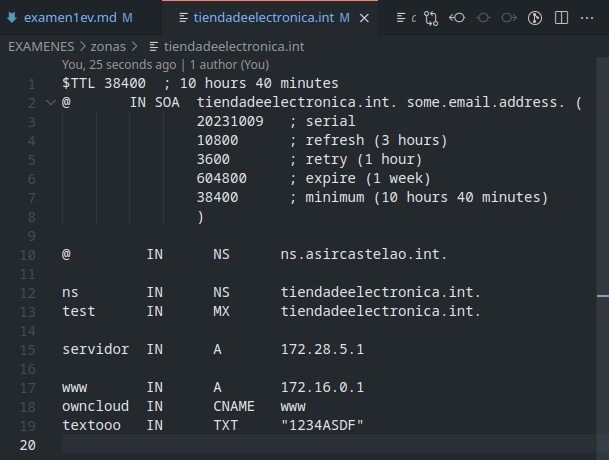 examen1ev.md M tiendadeelectronica.int M
EXAMENES > zonas > tiendadeelectronica.int
You, 25 seconds ago | 1 author (You)
1 $TTL 38400 ; 10 hours 40 minutes
2 @ IN SOA tiendadeelectronica.int. some.email.address. (
3 20231009 ; serial
4 10800 ; refresh (3 hours)
5 3600 ; retry (1 hour)
6 604800 ; expire (1 week)
7 38400 ; minimum (10 hours 40 minutes)
8 )
9
10 @ IN NS ns.asircastelao.int.
11
12 ns IN NS tiendadeelectronica.int.
13 test IN MX tiendadeelectronica.int.
14
15 servidor IN A 172.28.5.1
16
17 www IN A 172.16.0.1
18 owncloud IN CNAME www
19 textooo IN TXT "1234ASDF"
20